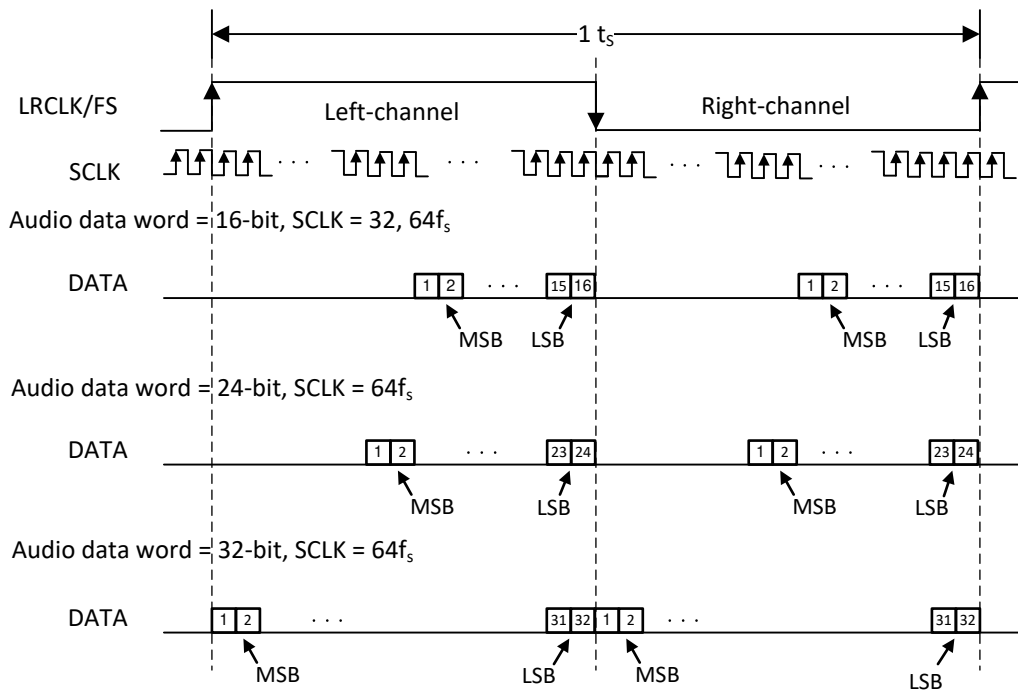 1 tS
LRCLK/FS
Left-channel
Right-channel
SCLK
. . .
. . .
. . .
. . .
Audio data word = 16-bit, SCLK = 32, 64fs
DATA
1 2 . . . 15 16 1 2 . . . 15 16
MSB LSB MSB LSB
Audio data word = 24-bit, SCLK = 64fs
DATA
1 2 . . . 23 24 1 2 . . . 23 24
MSB LSB MSB LSB
Audio data word = 32-bit, SCLK = 64fs
DATA
1 2 . . . 31 32 1 2 . . . 31 32
MSB LSB MSB LSB